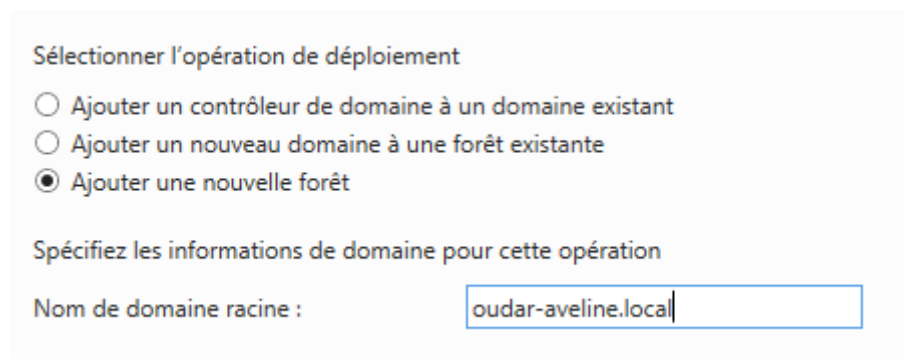 Sélectionner l'opération de déploiement
Ajouter un contrôleur de domaine à un domaine existant
Ajouter un nouveau domaine à une forêt existante
Ajouter une nouvelle forêt
Spécifiez les informations de domaine pour cette opération
Nom de domaine racine : oudar-aveline.local